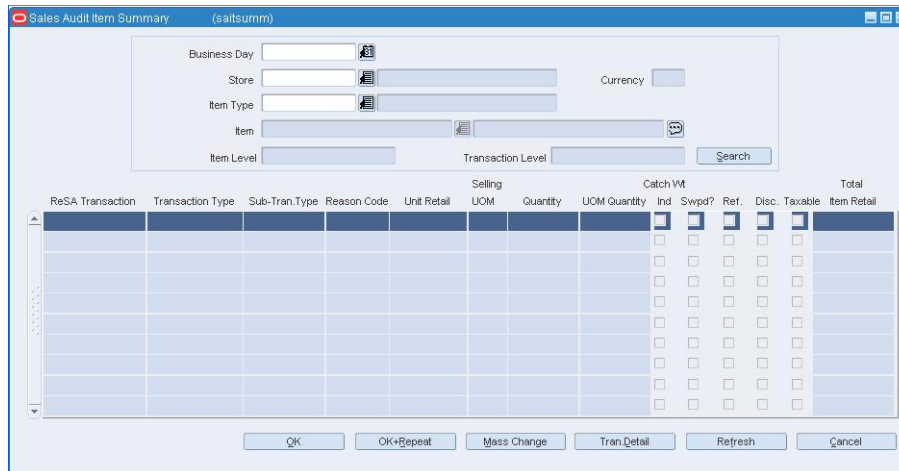 Sales Audit Item Summary (saitsumm)
Business Day
31
Store Currency
Item Type
Item
Item Level Transaction Level Search
Selling Catch Wt Total
ReSA Transaction Transaction Type Sub-Tran.Type Reason Code Unit Retail UOM Quantity UOM Quantity Ind Swpd? Ref. Disc. Taxable Item Retail
OK OK+Repeat Mass Change Tran.Detail Refresh Cancel